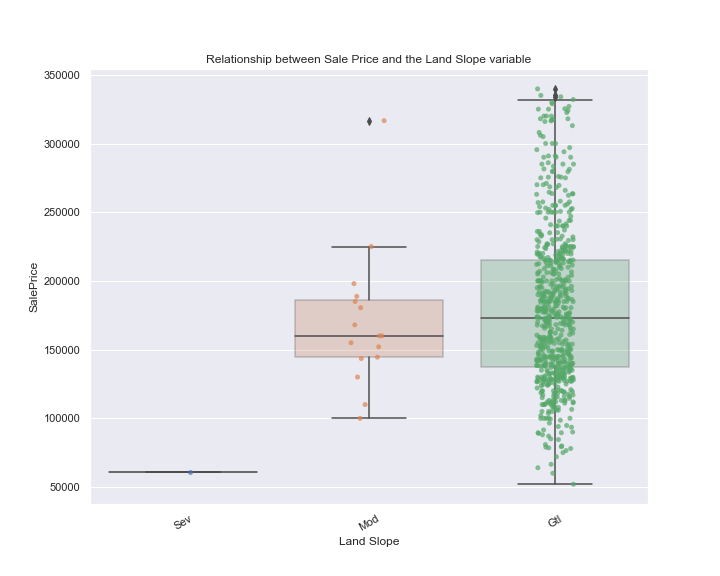 Relationship between Sale Price and the Land Slope variable
350000
300000
250000
200000
150000
100000
50000
SalePrice
Sev
Mod
Gtl
Land Slope